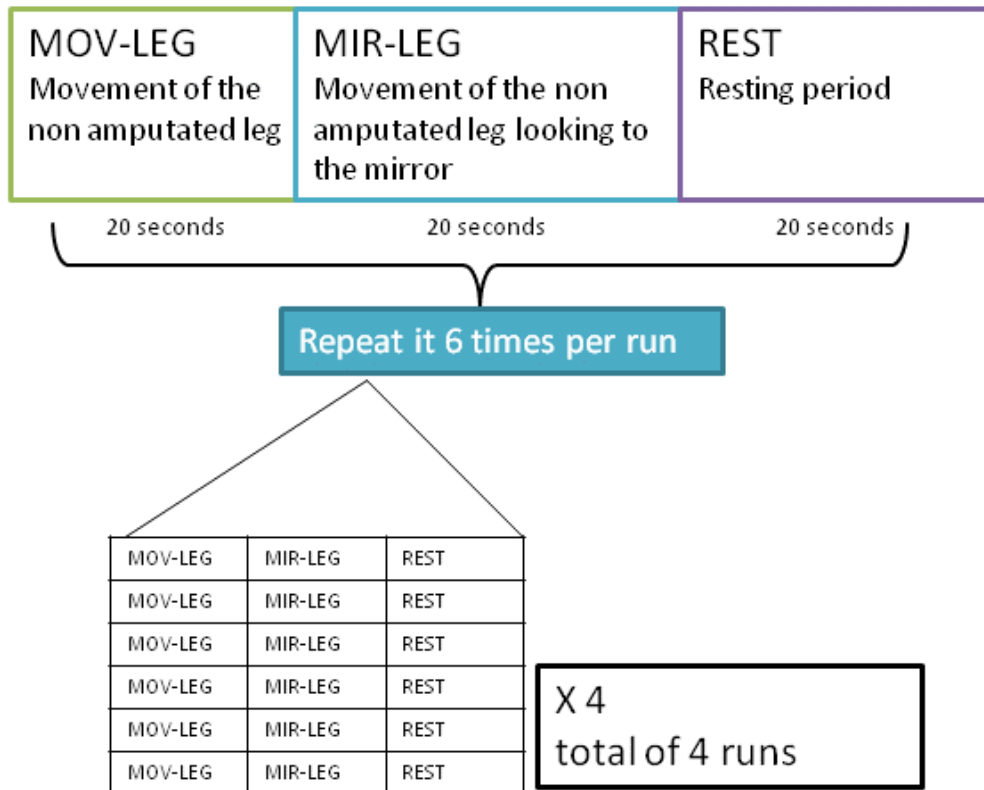 MOV-LEG
Movement of the
non amputated leg
MIR-LEG
Movement of the non
amputated leg looking to
the mirror
REST
Resting period
20 seconds
20 seconds
20 seconds
Repeat it 6 times per run
MOV-LEG MIR-LEG REST
MOV-LEG MIR-LEG REST
MOV-LEG MIR-LEG REST
MOV-LEG MIR-LEG REST
MOV-LEG MIR-LEG REST
MOV-LEG MIR-LEG REST
X 4
total of 4 runs